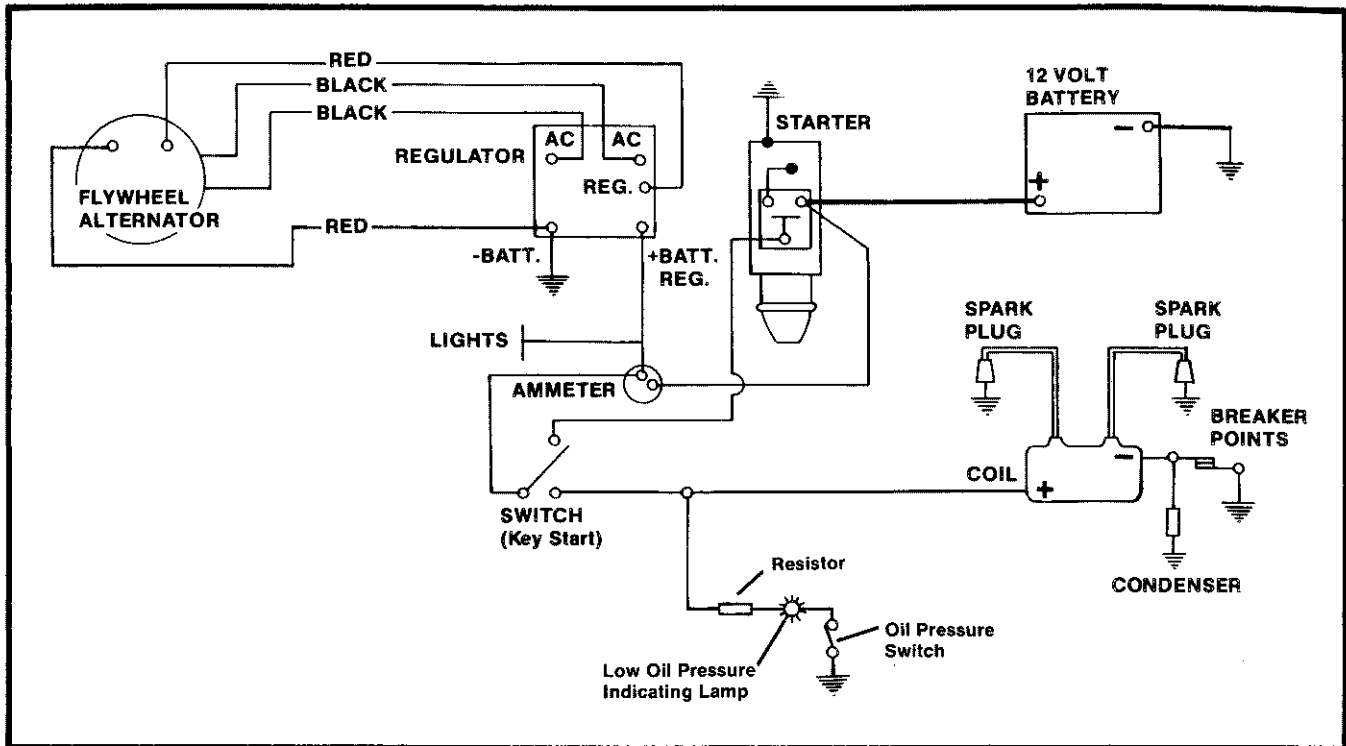 RED
BLACK
BLACK
12 VOLT
BATTERY
STARTER
AC AC
REGULATOR
REG.
–
+
FLYWHEEL
ALTERNATOR
RED
-BATT.
+BATT.
REG.
LIGHTS
AMMETER
SPARK
PLUG
SPARK
PLUG
BREAKER
POINTS
COIL
+
–
SWITCH
(Key Start)
CONDENSER
Resistor
Oil Pressure
Switch
Low Oil Pressure
Indicating Lamp